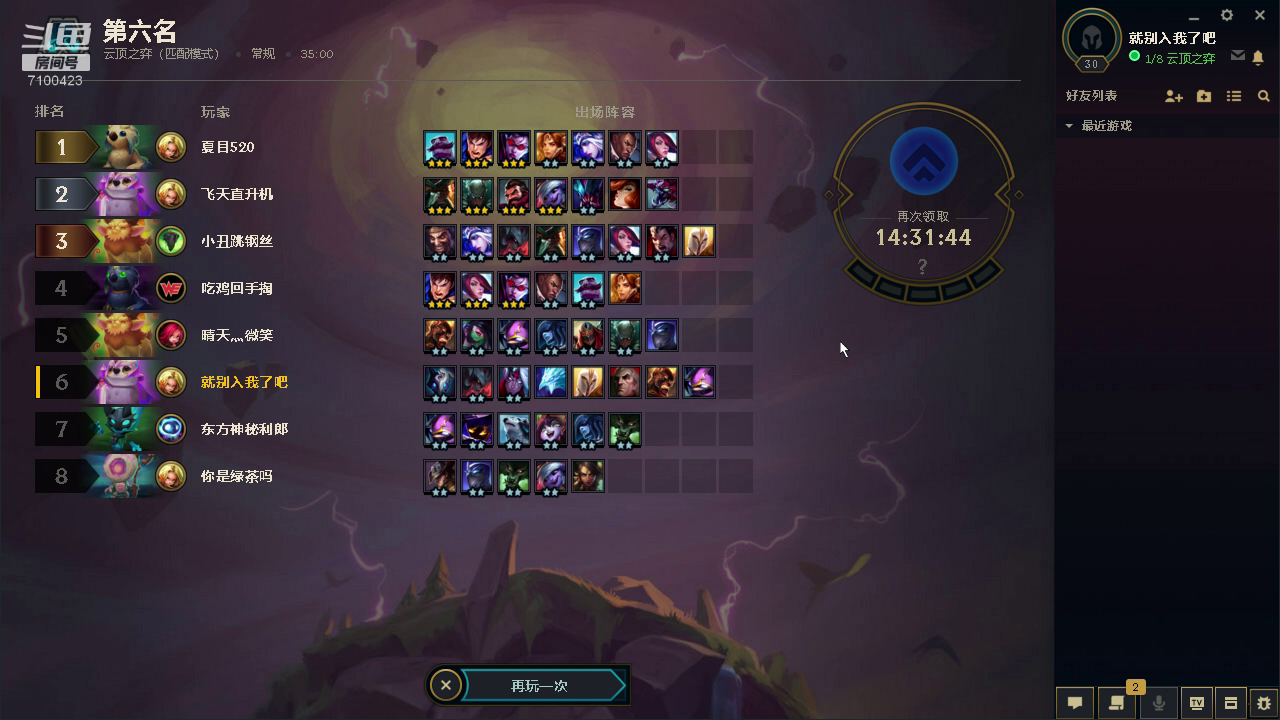 斗鱼
房间号
7100423
第六名
云顶之弈（匹配模式） • 常规 • 35:00
排名 玩家 出场阵容
1 夏目520
2 飞天直升机
3 小丑跳钢丝
4 吃鸡回手掏
5 晴天灬微笑
6 就别入我了吧
7 东方神秘利郎
8 你是绿茶吗
再次领取
14:31:44
?
再玩一次
就别入我了吧
30
1/8 云顶之弈
好友列表
最近游戏
2
TV